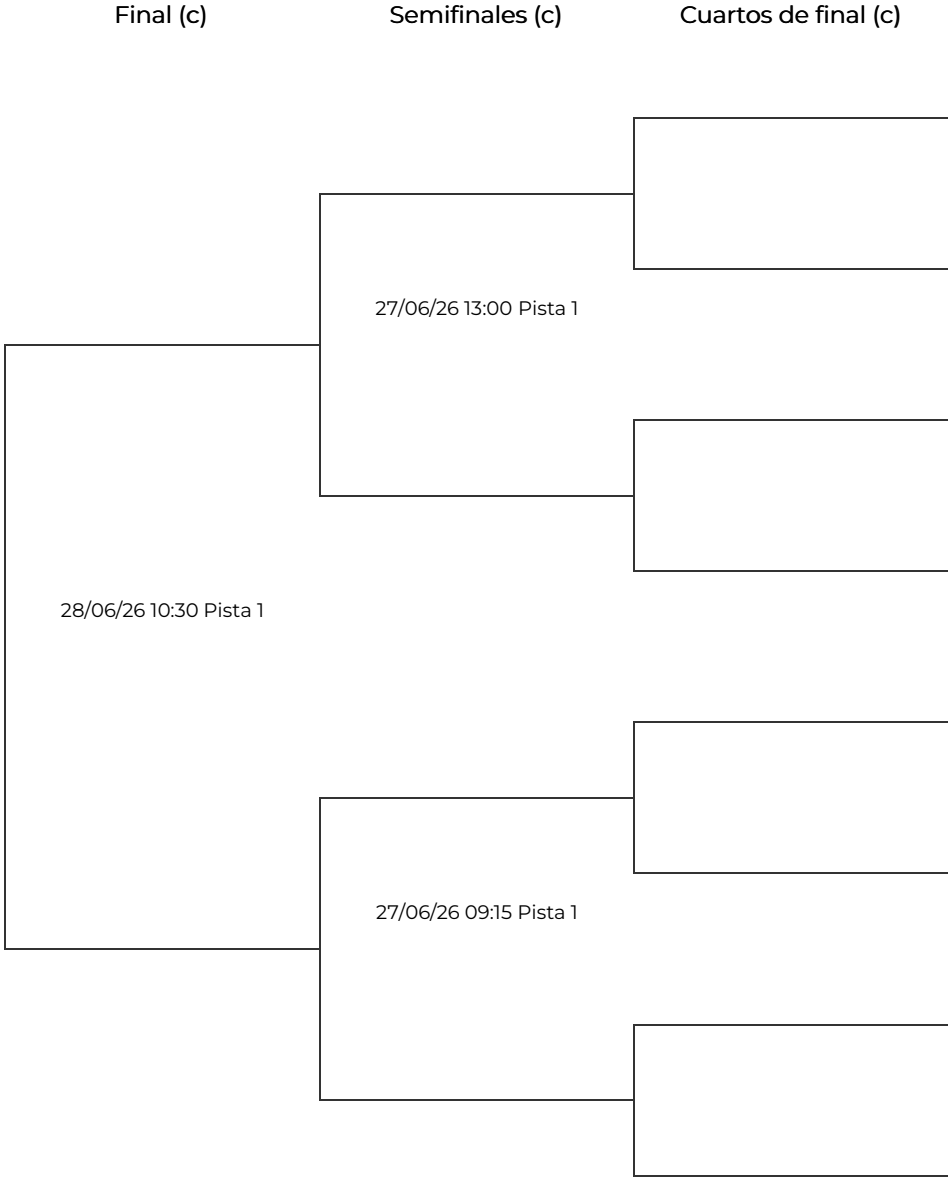 Final (c)
Semifinales (c)
Cuartos de final (c)
27/06/26 13:00 Pista 1
28/06/26 10:30 Pista 1
27/06/26 09:15 Pista 1